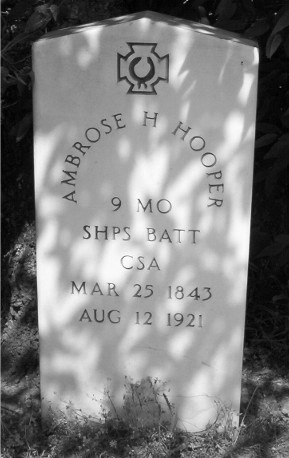 AMBROSE H HOOPER
9 MO
SHPS BATT
CSA
MAR 25 1843
AUG 12 1921